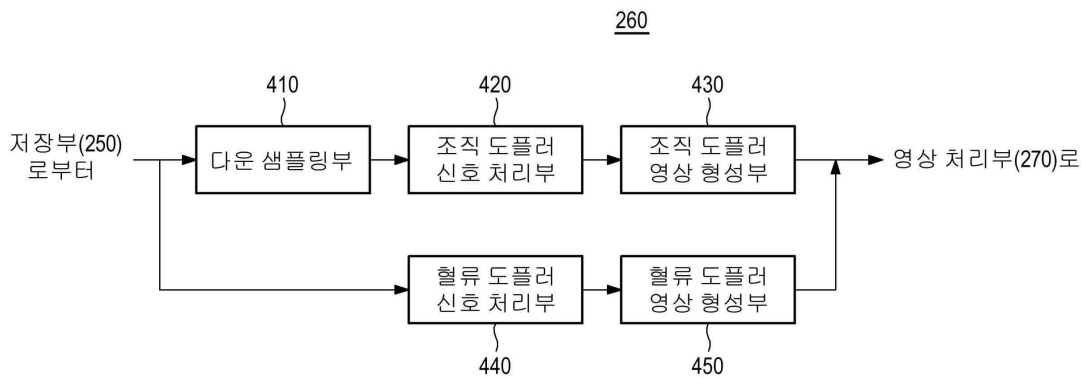 260
410
420
430
저장부(250)
로부터
다운 샘플링부
조직 도플러
신호 처리부
조직 도플러
영상 형성부
영상 처리부(270)로
혈류 도플러
신호 처리부
혈류 도플러
영상 형성부
440
450